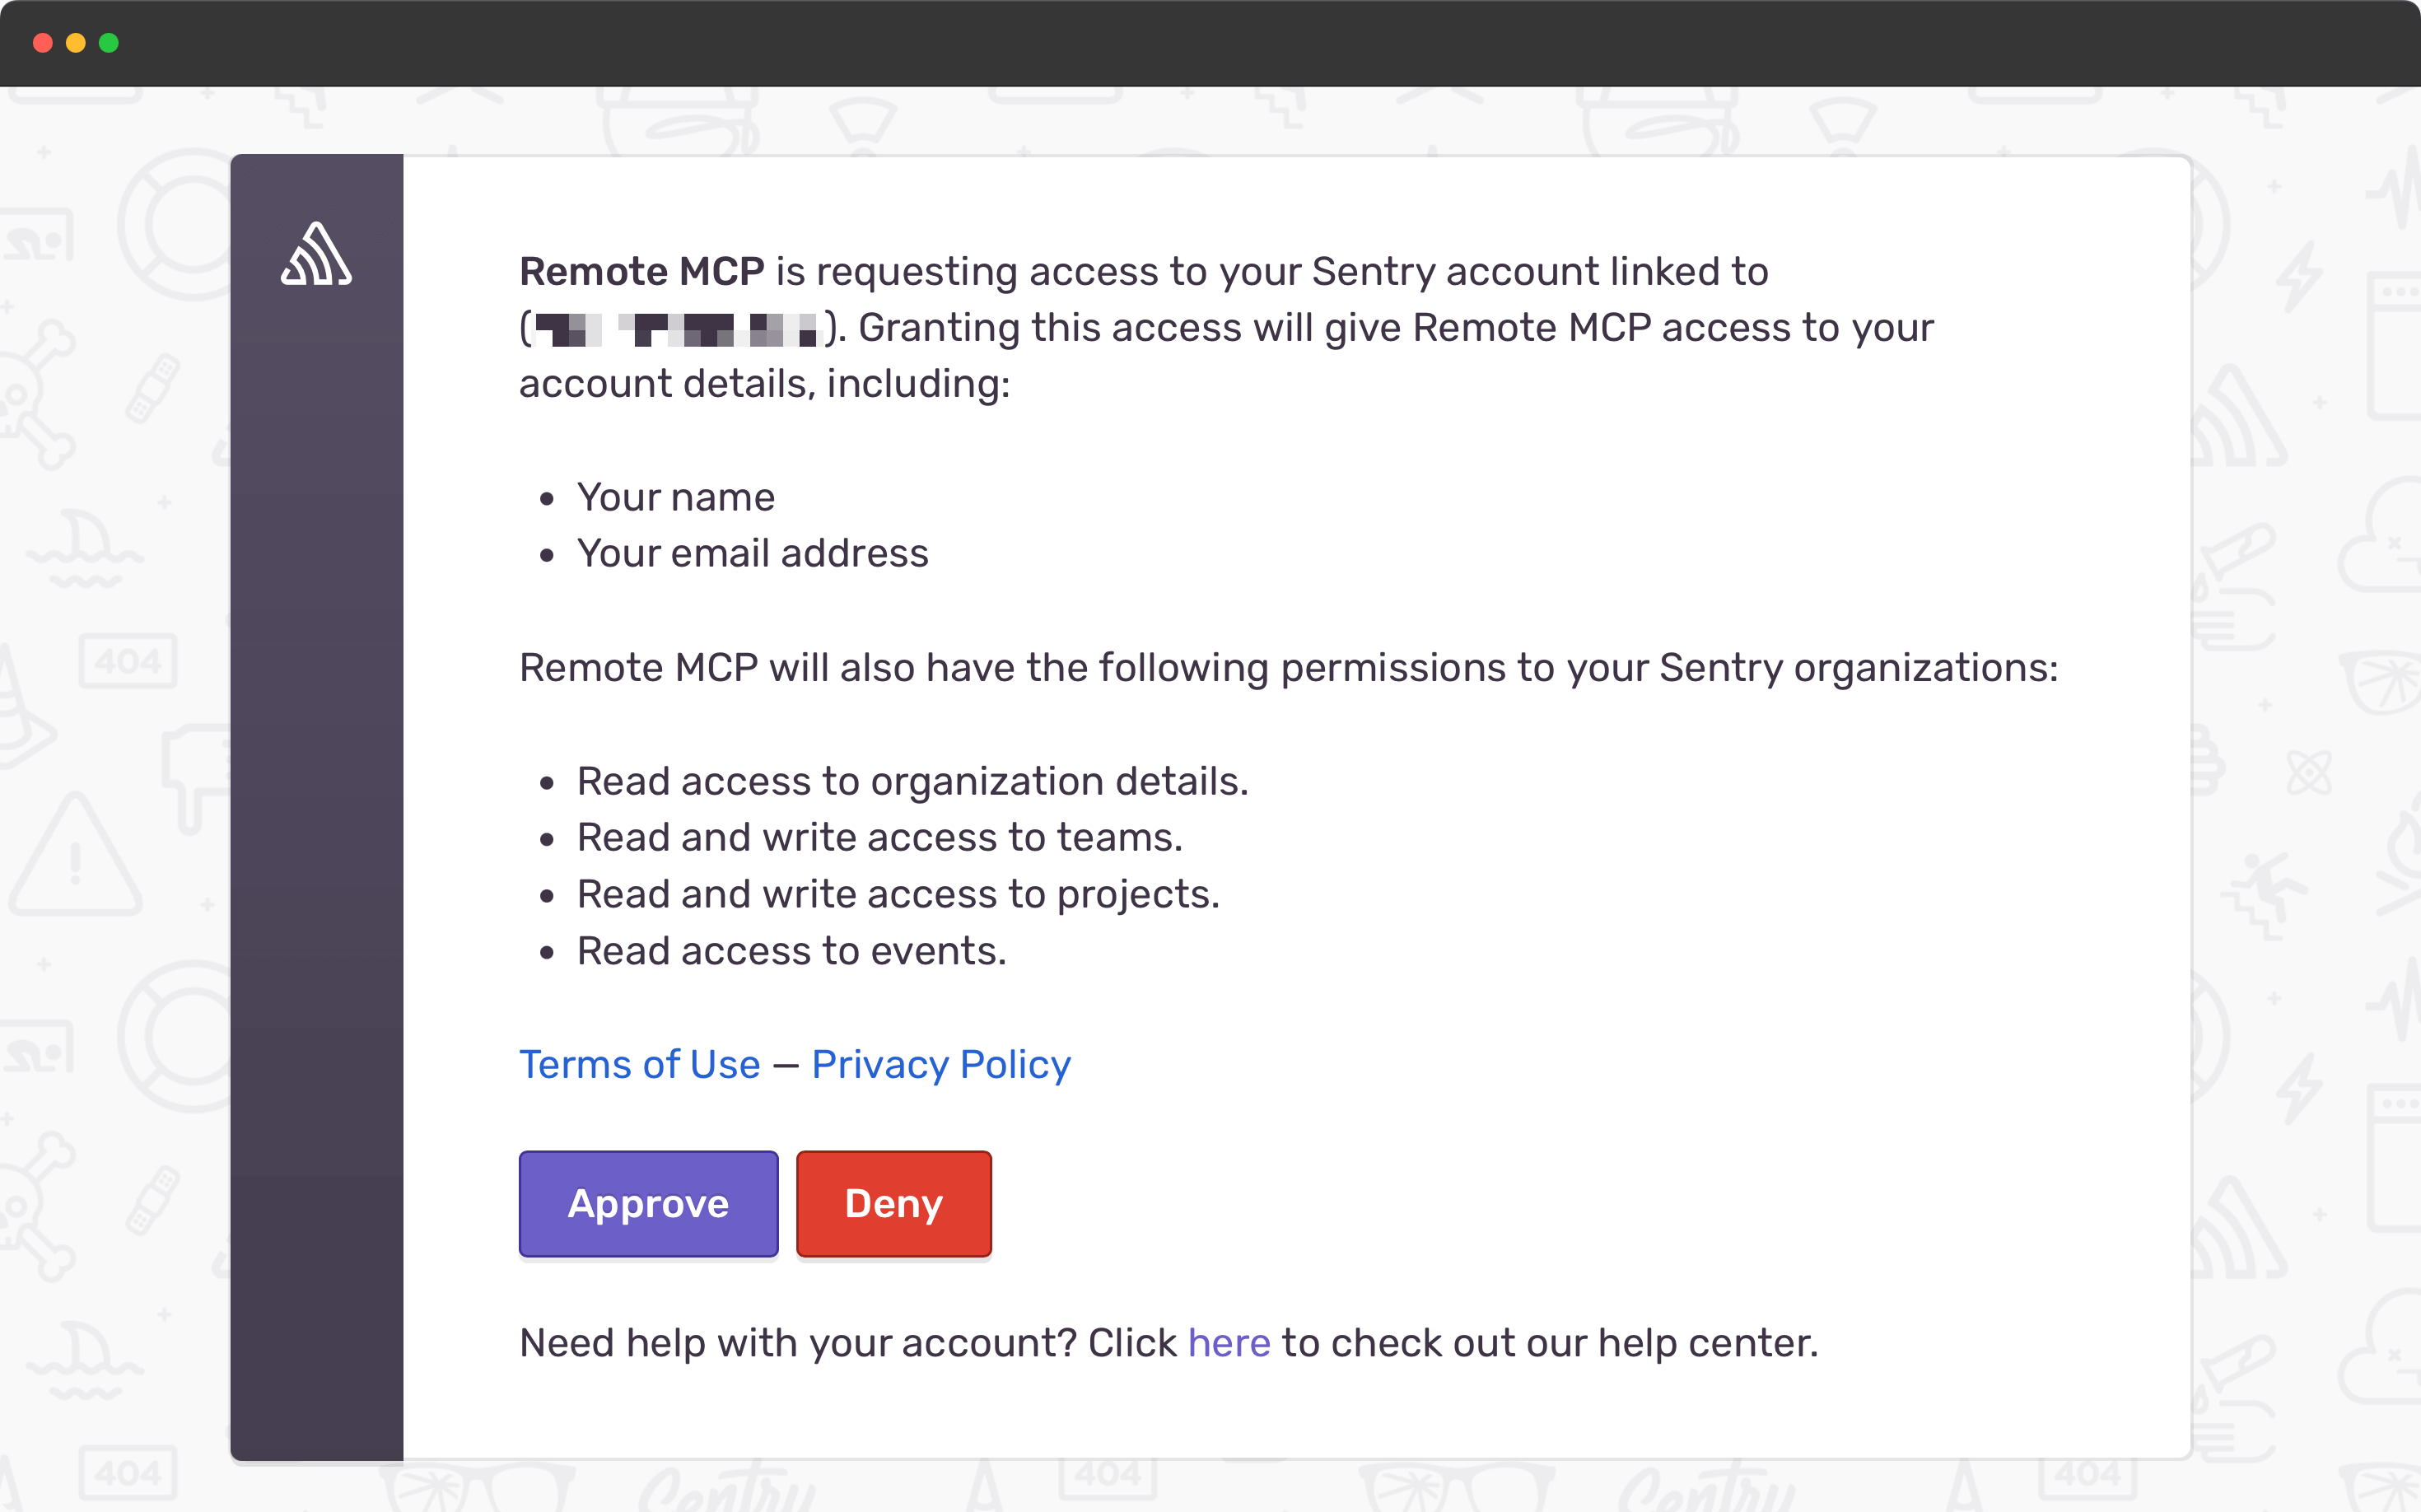 Remote MCP is requesting access to your Sentry account linked to
(). Granting this access will give Remote MCP access to your
account details, including:
Your name
Your email address
Remote MCP will also have the following permissions to your Sentry organizations:
Read access to organization details.
Read and write access to teams.
Read and write access to projects.
Read access to events.
Terms of Use — Privacy Policy
Approve
Deny
Need help with your account? Click here to check out our help center.
404
404
404
404
Sentry
Sentry